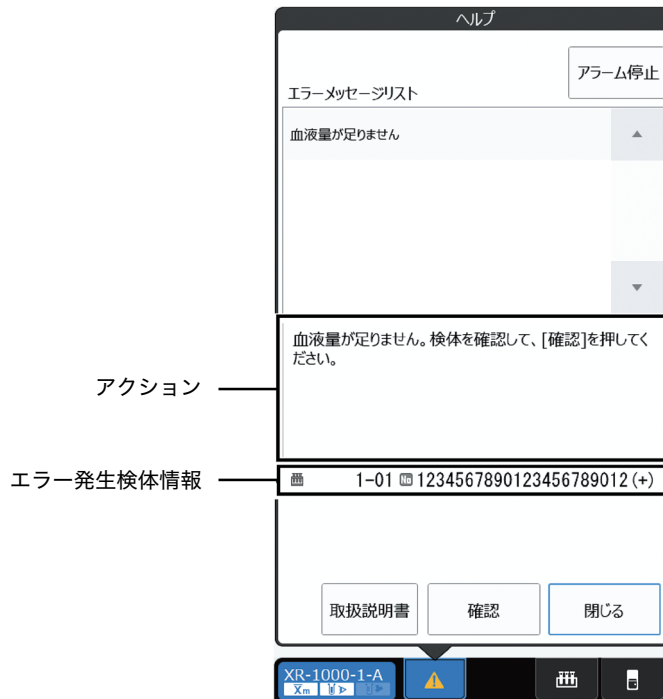 ヘルプ
アラーム停止
エラーメッセージリスト
血液量が足りません
血液量が足りません。検体を確認して、[確認]を押してく
ださい。
アクション
エラー発生検体情報
1-01 No 1234567890123456789012(+)
取扱説明書 確認 閉じる
XR-1000-1-A
Xm